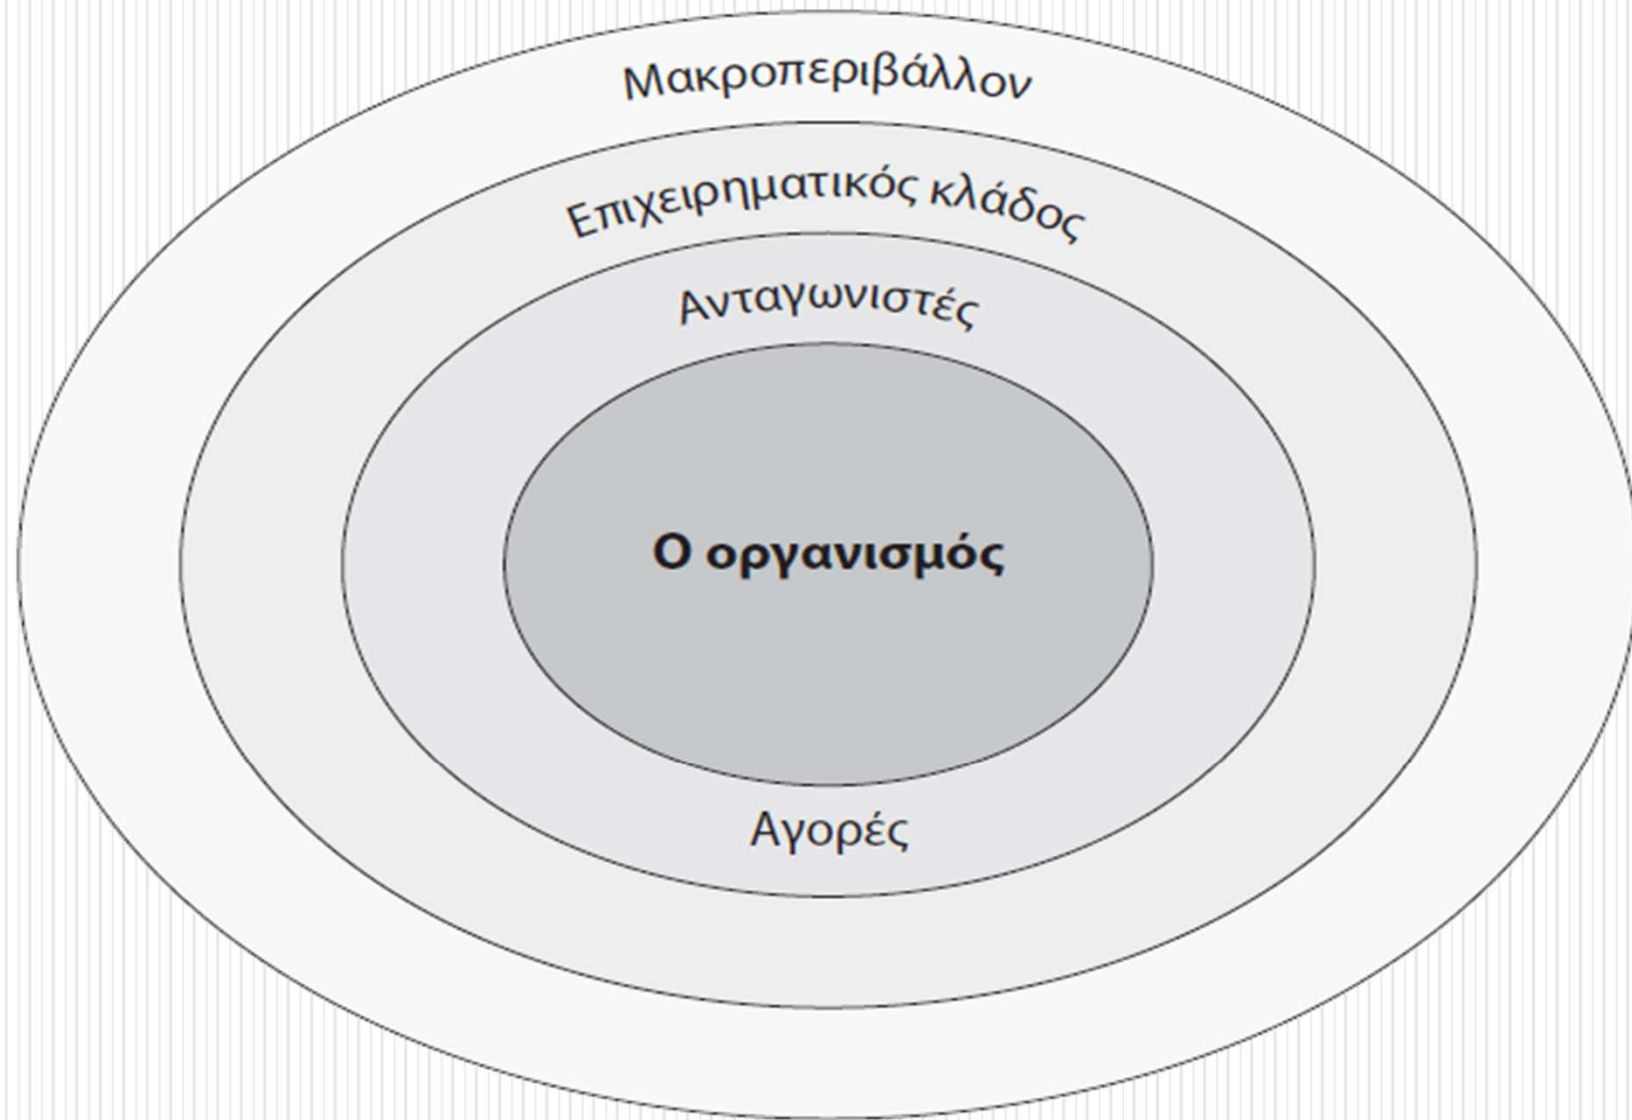 Μακροπεριβάλλον
Επιχειρηματικός κλάδος
Ανταγωνιστές
Ο οργανισμός
Αγορές